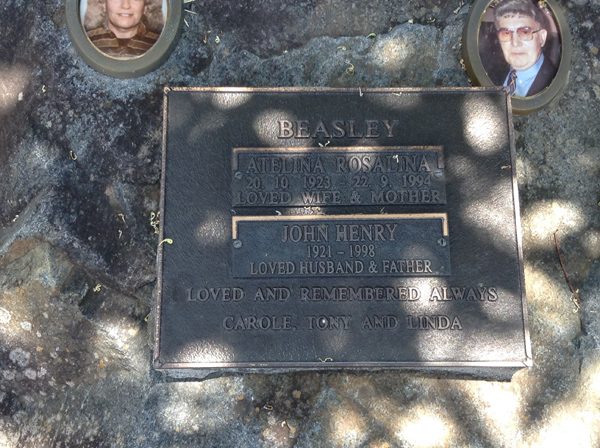 BEASLEY
ATELINA ROSALINA
20. 10. 1923 - 22. 9. 1994
LOVED WIFE & MOTHER
JOHN HENRY
1921 - 1998
LOVED HUSBAND & FATHER
LOVED AND REMEMBERED ALWAYS
CAROLE, TONY AND LINDA